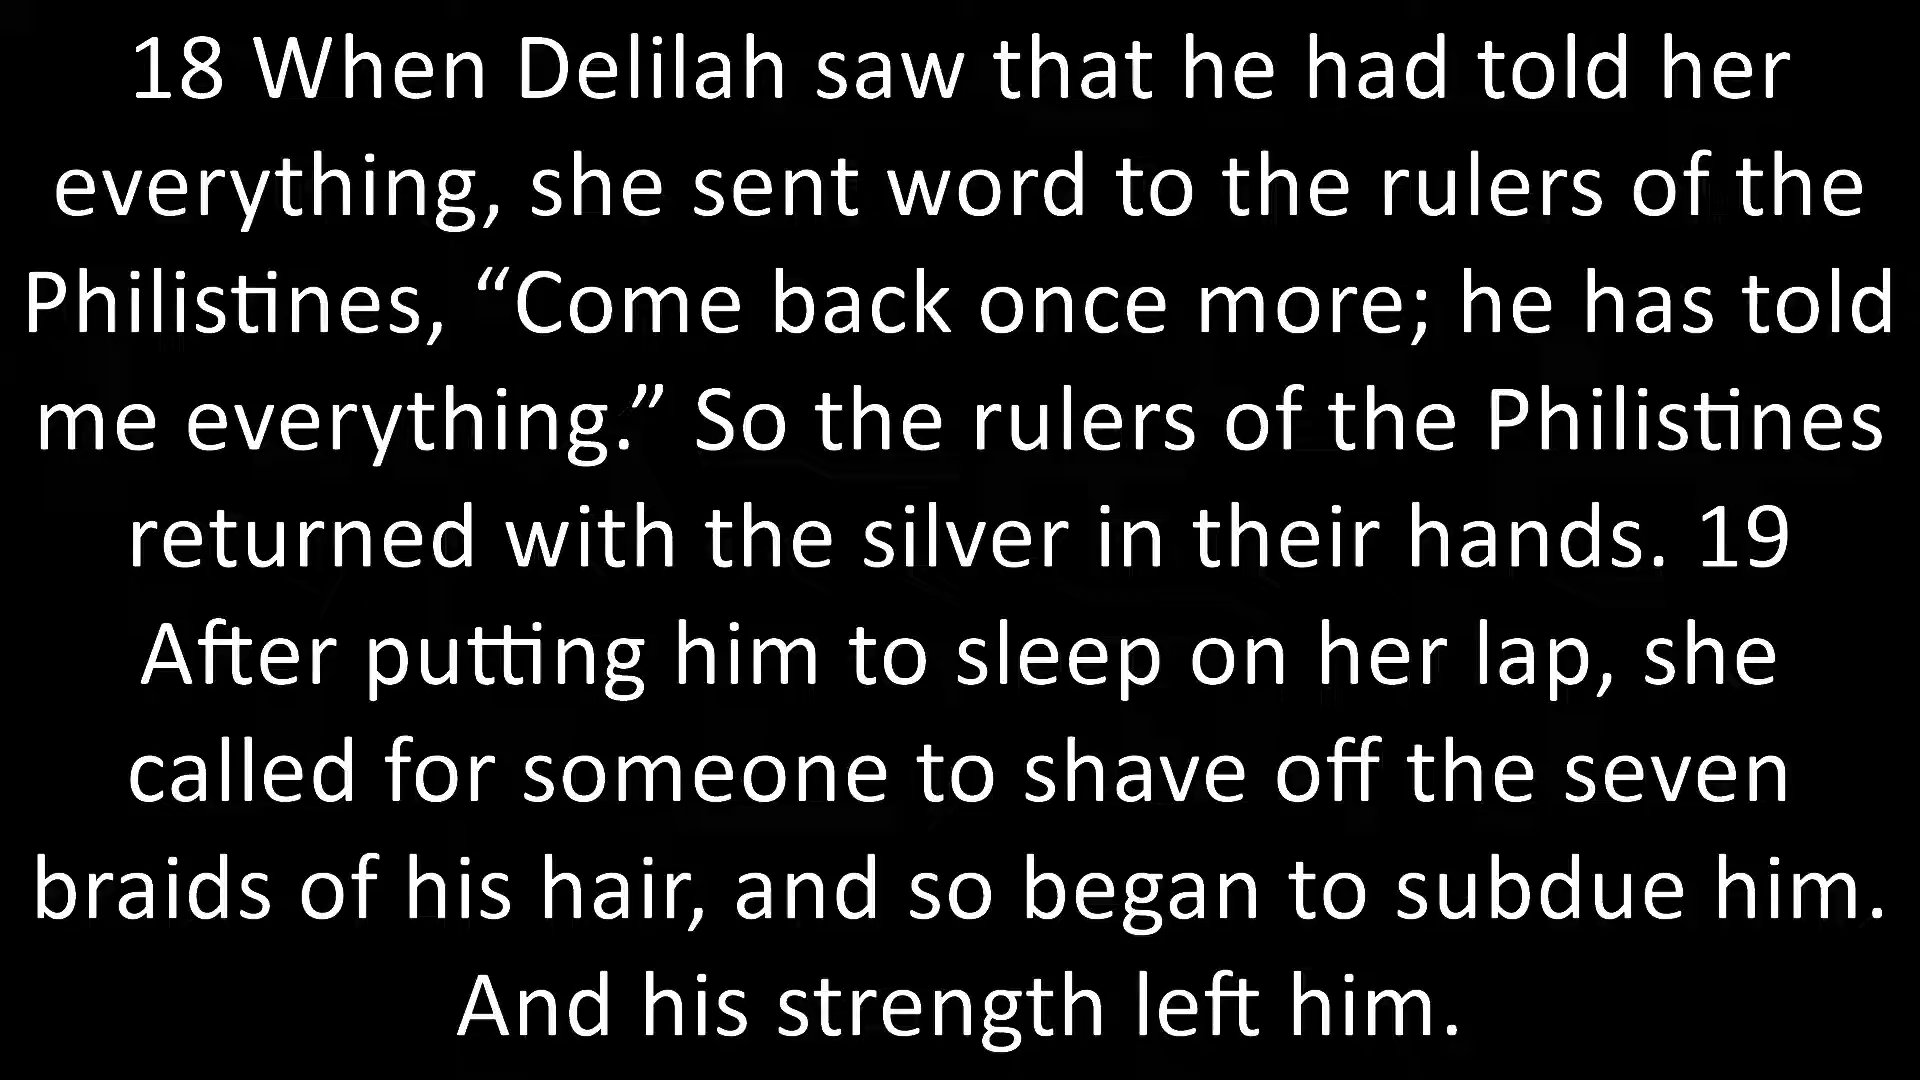 18 When Delilah saw that he had told her
everything, she sent word to the rulers of the
Philistines, “Come back once more; he has told
me everything.” So the rulers of the Philistines
returned with the silver in their hands. 19
After putting him to sleep on her lap, she
called for someone to shave off the seven
braids of his hair, and so began to subdue him.
And his strength left him.